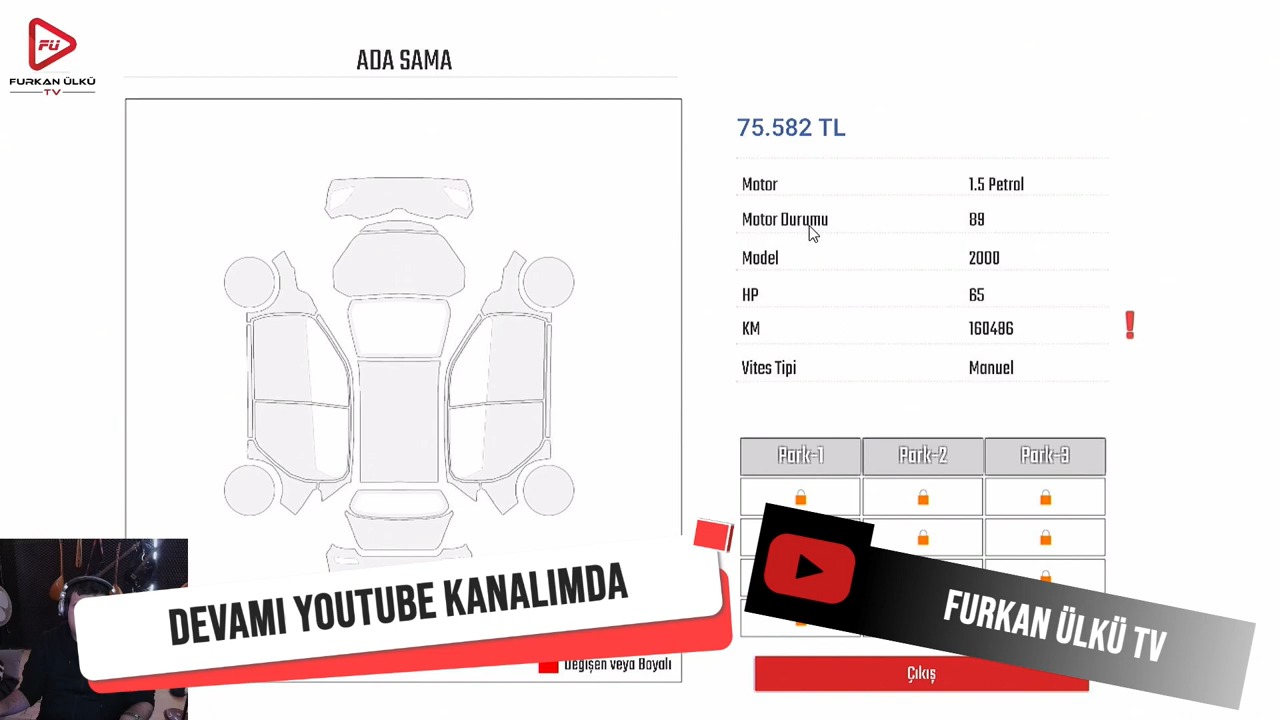 FU
FURKAN ÜLKÜ
TV
ADA SAMA
75.582 TL
Motor 1.5 Petrol
Motor Durumu 89
Model 2000
HP 65
KM 160486
Vites Tipi Manuel
Park-1 Park-2 Park-3
DEVAMI YOUTUBE KANALIMDA
FURKAN ÜLKÜ TV
Değişen veya Boyalı
Çıkış